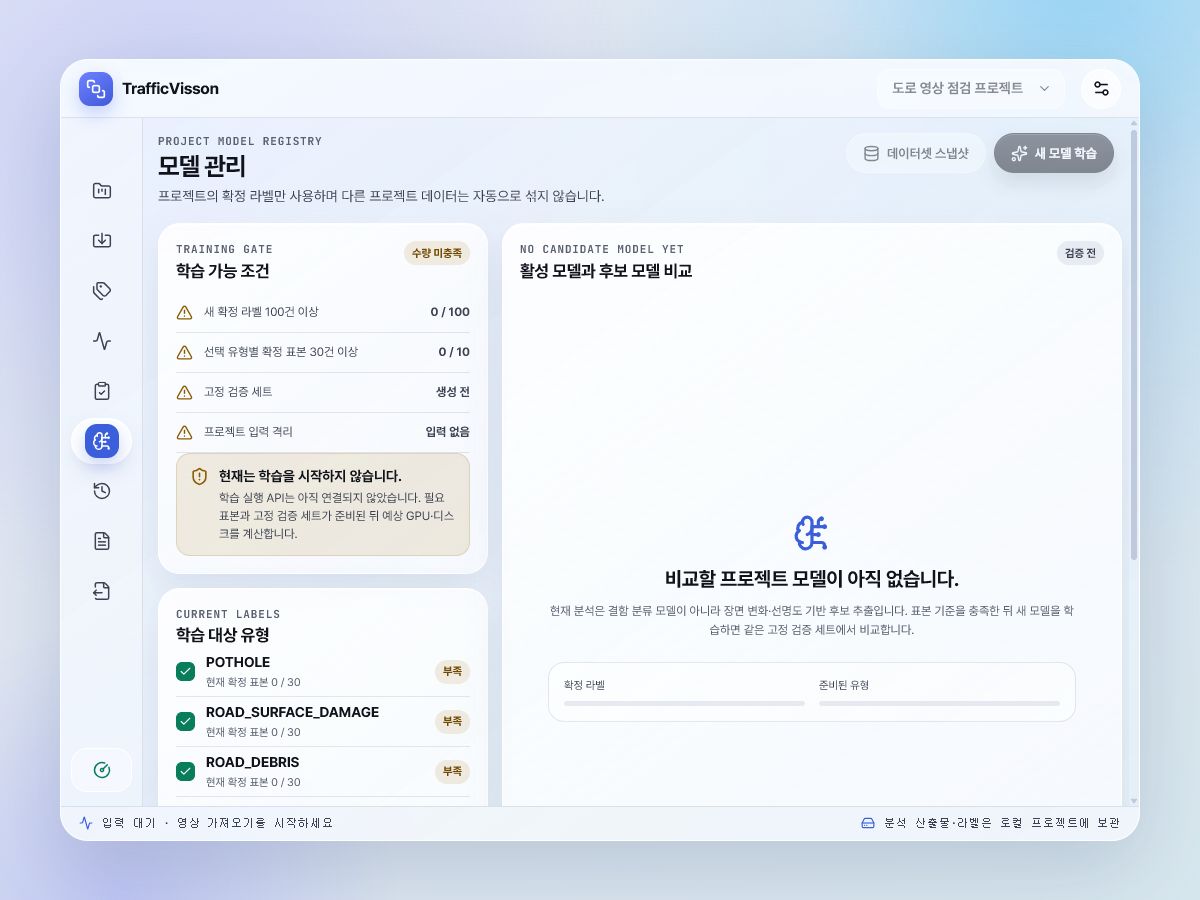 TrafficVisson
도로 영상 점검 프로젝트
PROJECT MODEL REGISTRY
모델 관리
프로젝트의 확정 라벨만 사용하며 다른 프로젝트 데이터는 자동으로 섞지 않습니다.
데이터셋 스냅샷
새 모델 학습
TRAINING GATE
학습 가능 조건
수량 미충족
새 확정 라벨 100건 이상
0 / 100
선택 유형별 확정 표본 30건 이상
0 / 10
고정 검증 세트
생성 전
프로젝트 입력 격리
입력 없음
현재는 학습을 시작하지 않습니다.
학습 실행 API는 아직 연결되지 않았습니다. 필요
표본과 고정 검증 세트가 준비된 뒤 예상 GPU·디스
크를 계산합니다.
CURRENT LABELS
학습 대상 유형
POTHOLE
현재 확정 표본 0 / 30
부족
ROAD_SURFACE_DAMAGE
현재 확정 표본 0 / 30
부족
ROAD_DEBRIS
현재 확정 표본 0 / 30
부족
NO CANDIDATE MODEL YET
활성 모델과 후보 모델 비교
검증 전
비교할 프로젝트 모델이 아직 없습니다.
현재 분석은 결함 분류 모델이 아니라 장면 변화·선명도 기반 후보 추출입니다. 표본 기준을 충족한 뒤 새 모델을 학
습하면 같은 고정 검증 세트에서 비교합니다.
확정 라벨
준비된 유형
입력 대기 · 영상 가져오기을 시작하세요
분석 산출물·라벨은 로컬 프로젝트에 보관